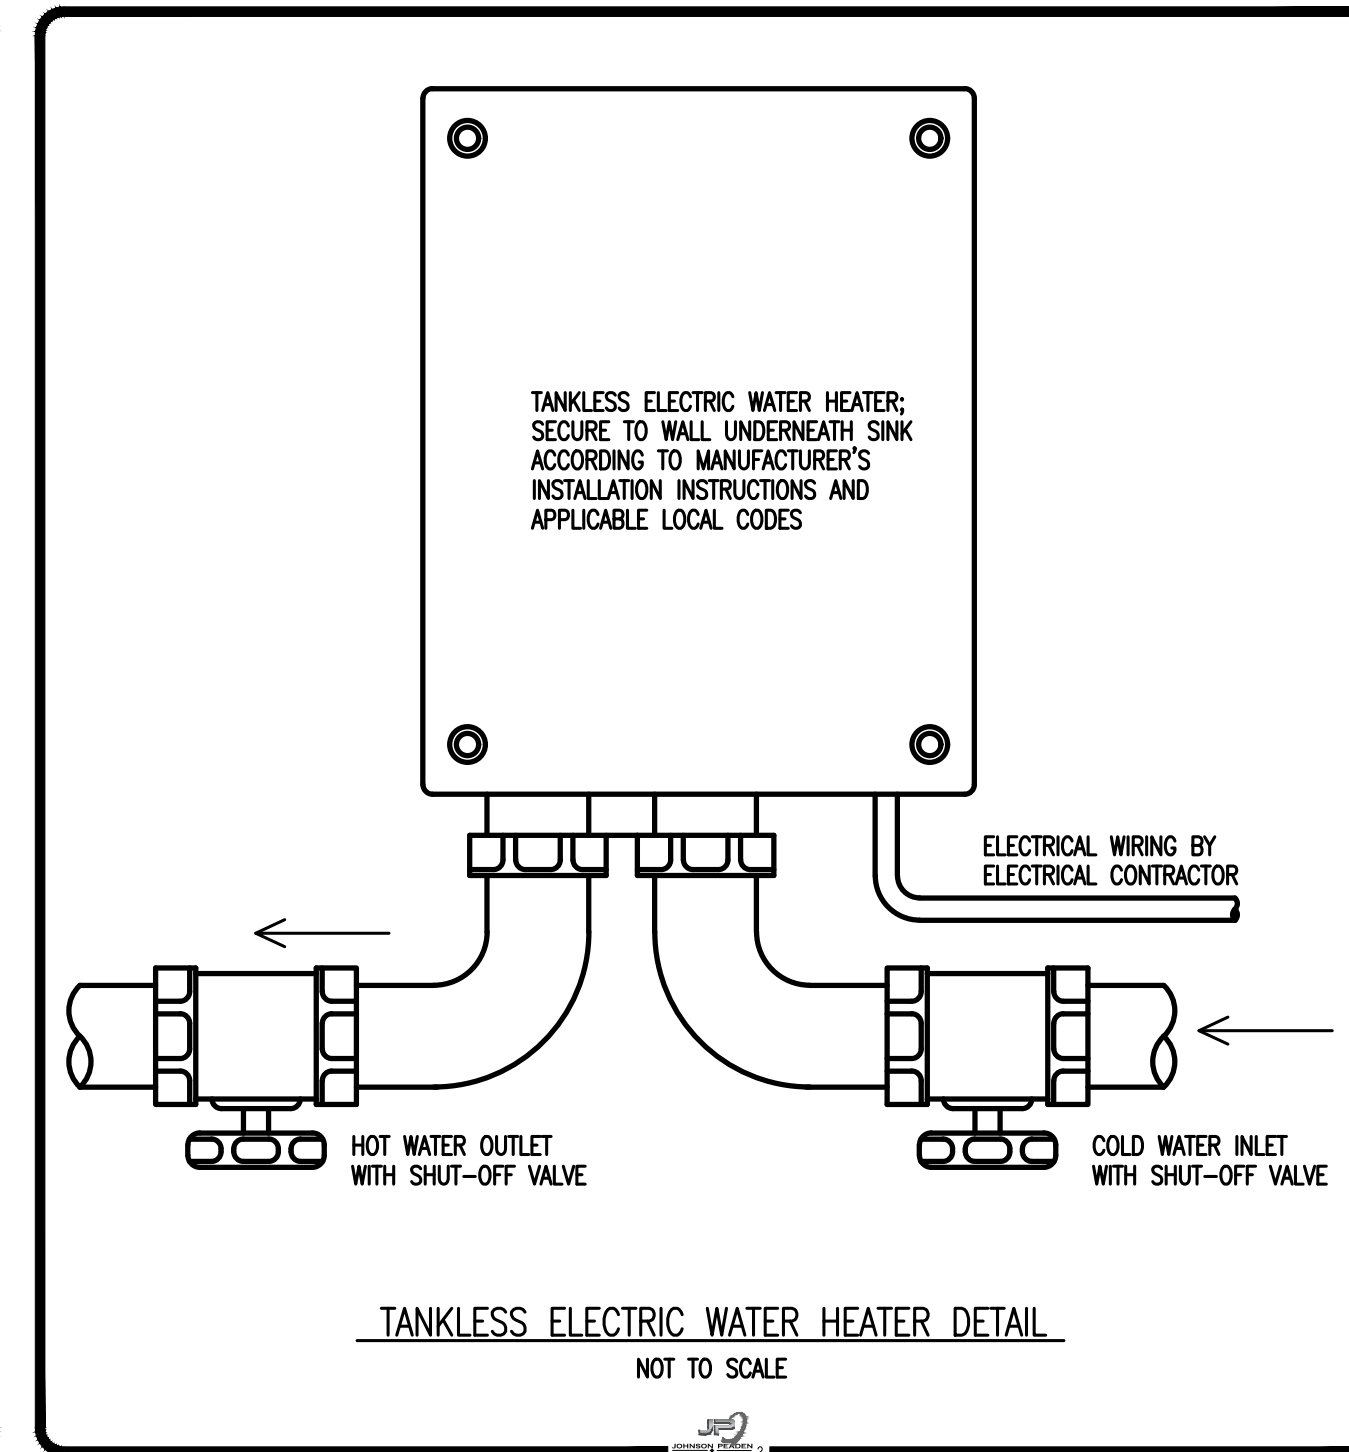 TANKLESS ELECTRIC WATER HEATER;
SECURE TO WALL UNDERNEATH SINK
ACCORDING TO MANUFACTURER'S
INSTALLATION INSTRUCTIONS AND
APPLICABLE LOCAL CODES
ELECTRICAL WIRING BY
ELECTRICAL CONTRACTOR
HOT WATER OUTLET
WITH SHUT-OFF VALVE
COLD WATER INLET
WITH SHUT-OFF VALVE
TANKLESS ELECTRIC WATER HEATER DETAIL
NOT TO SCALE
JP
JOHNSON PEADEN